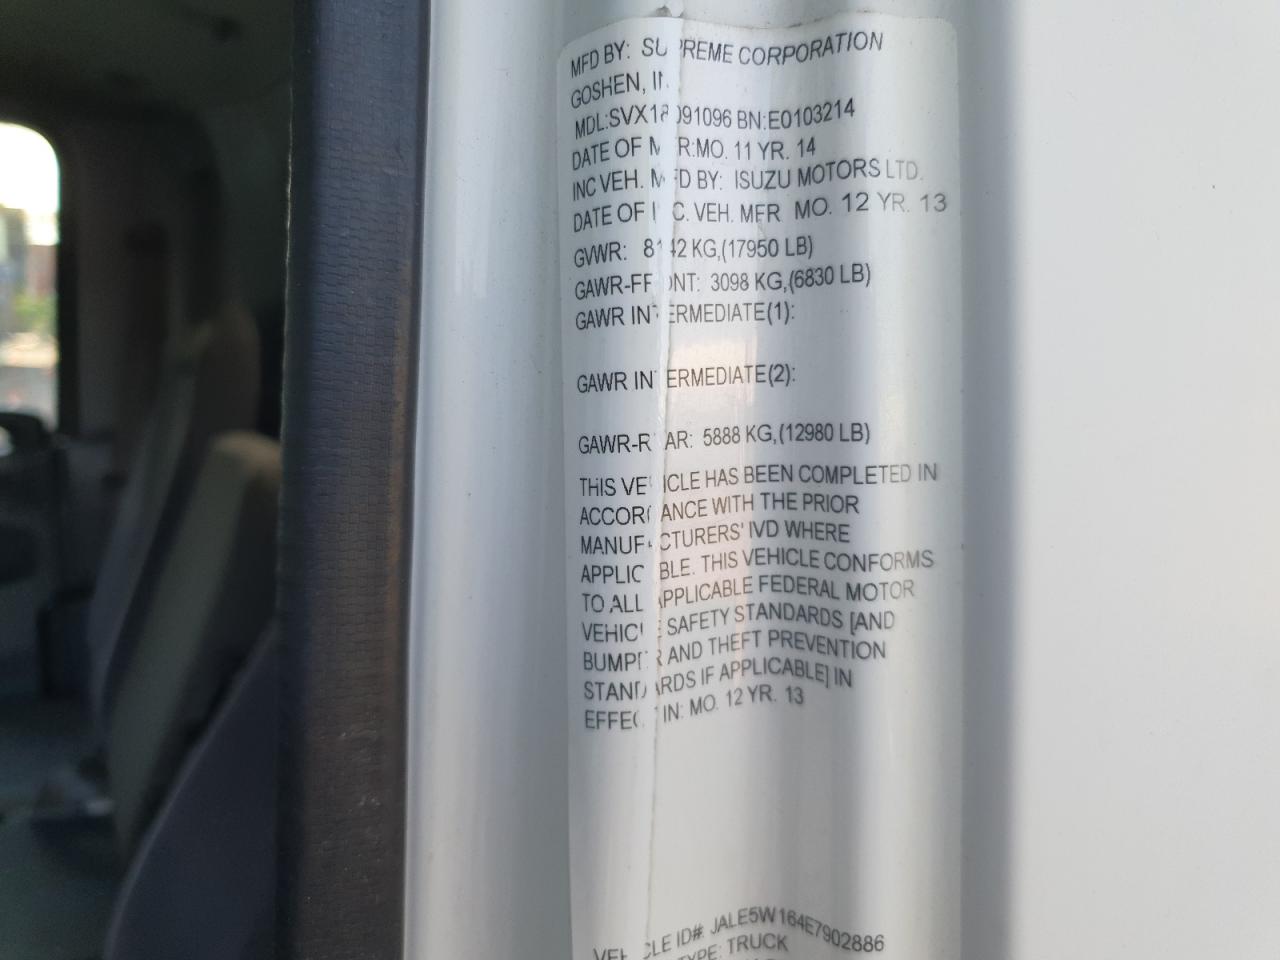 MFD BY: SUPREME CORPORATION
GOSHEN, IN
MDL:SVX18091096 BN:E0103214
DATE OF MFR:MO. 11 YR. 14
INC VEH. MFD BY: ISUZU MOTORS LTD.
DATE OF INC. VEH. MFR MO. 12 YR. 13
GVWR: 8142 KG,(17950 LB)
GAWR-FRONT: 3098 KG,(6830 LB)
GAWR INTERMEDIATE(1):
GAWR INTERMEDIATE(2):
GAWR-REAR: 5888 KG,(12980 LB)
THIS VEHICLE HAS BEEN COMPLETED IN
ACCORDANCE WITH THE PRIOR
MANUFACTURERS' IVD WHERE
APPLICABLE. THIS VEHICLE CONFORMS
TO ALL APPLICABLE FEDERAL MOTOR
VEHICLE SAFETY STANDARDS [AND
BUMPER AND THEFT PREVENTION
STANDARDS IF APPLICABLE] IN
EFFECT IN: MO. 12 YR. 13
VEHICLE ID#. JALE5W164E7902886
TYPE: TRUCK